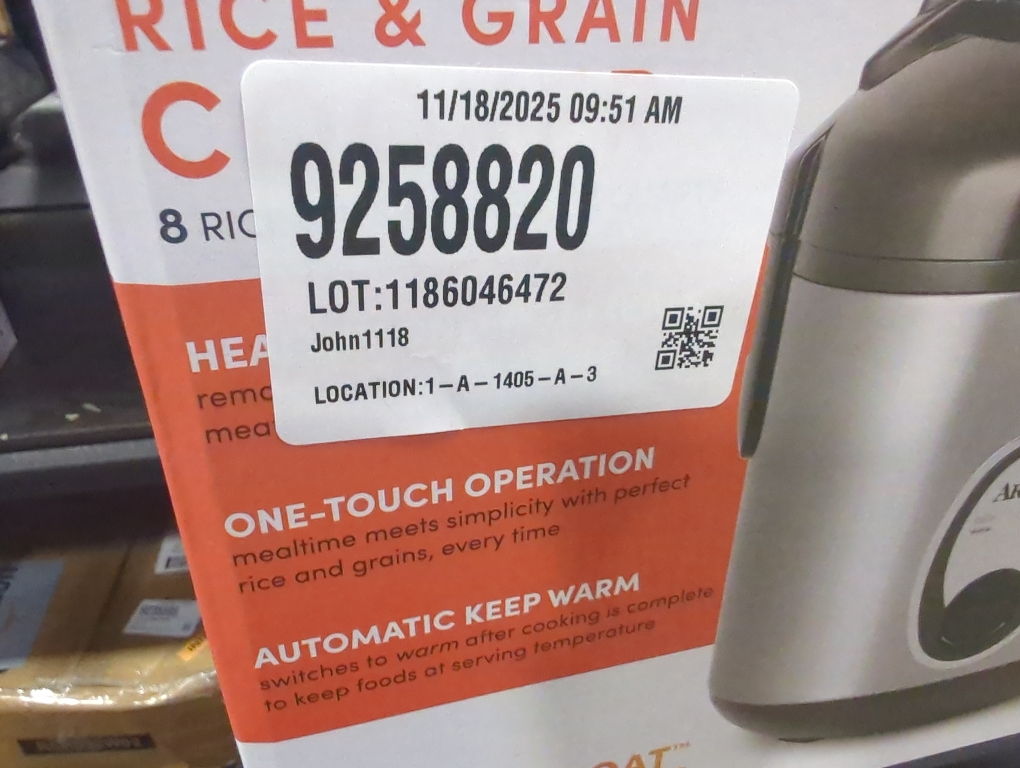 RICE & GRAIN
C
8 RIC
11/18/2025 09:51 AM
9258820
LOT:1186046472
John1118
LOCATION:1-A-1405-A-3
HEA
remo
mea
ONE-TOUCH OPERATION
mealtime meets simplicity with perfect
rice and grains, every time
AUTOMATIC KEEP WARM
switches to warm after cooking is complete
to keep foods at serving temperature
OAT™
AR